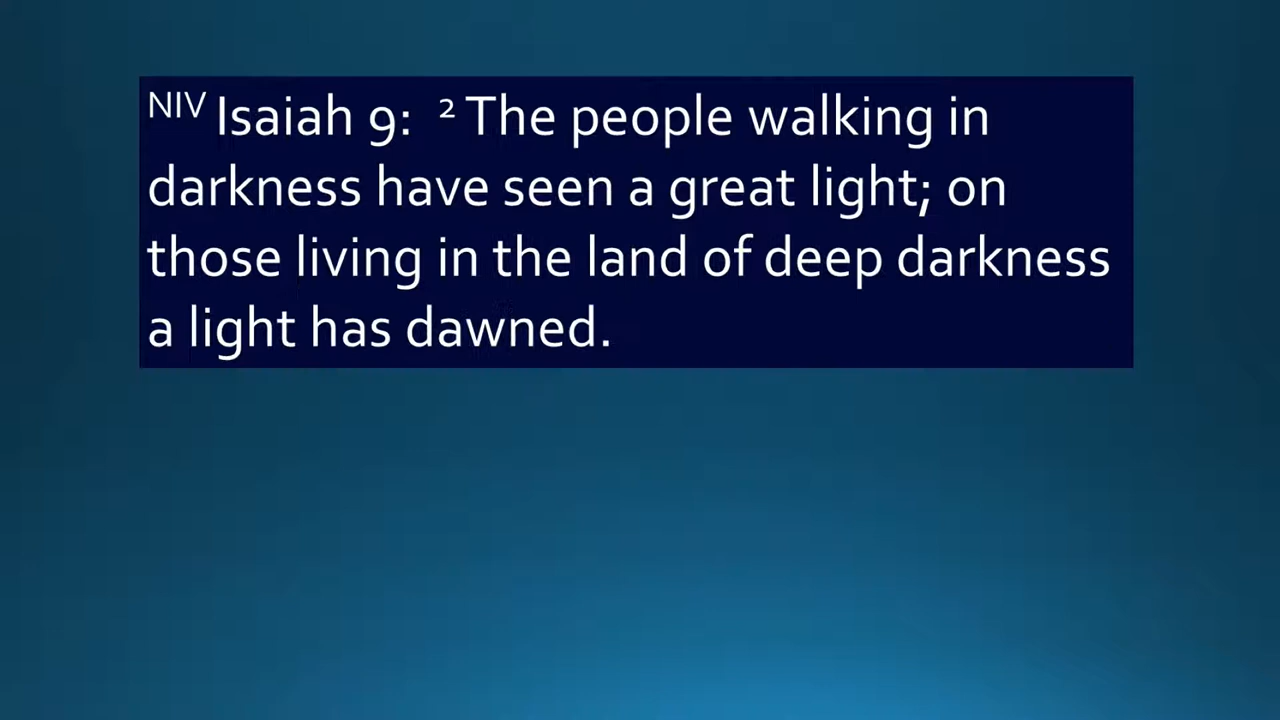 NIV Isaiah 9: 2 The people walking in
darkness have seen a great light; on
those living in the land of deep darkness
a light has dawned.